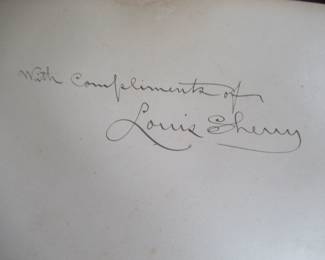 With Compliments of
Louis Sherry